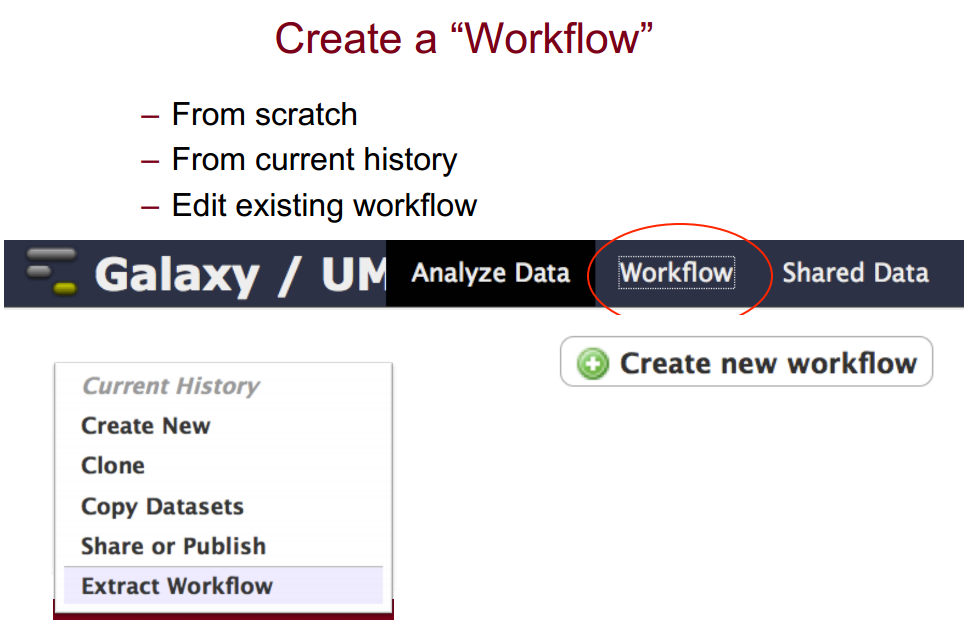 Create a “Workflow”
– From scratch
– From current history
– Edit existing workflow
Galaxy / UM Analyze Data Workflow Shared Data
Create new workflow
Current History
Create New
Clone
Copy Datasets
Share or Publish
Extract Workflow